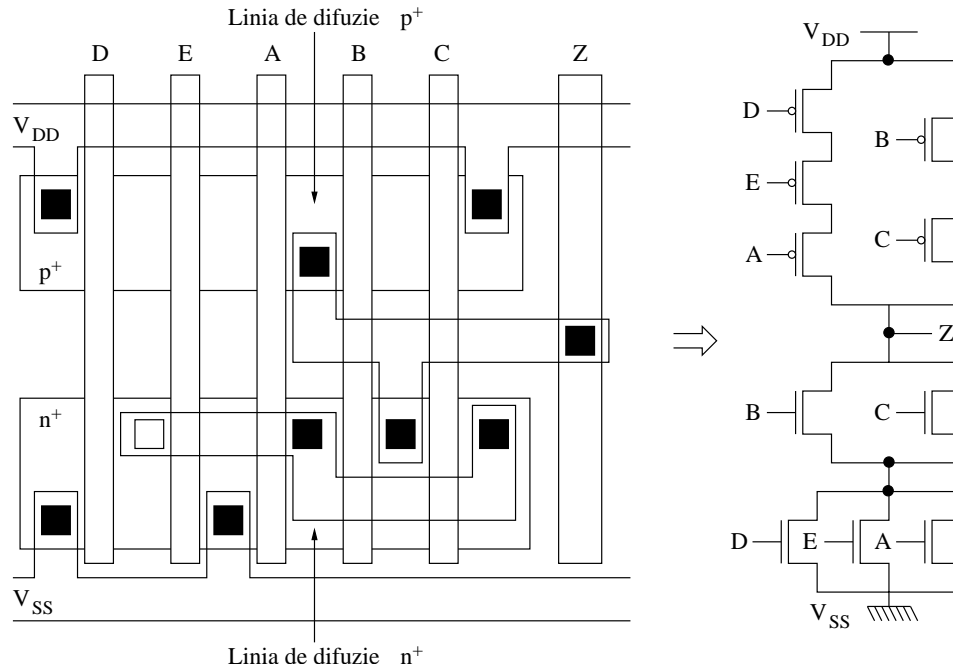 Linia de difuzie p+
D E A B C Z
VDD
p+
n+
VSS
Linia de difuzie n+
VDD
D
B
E
C
A
Z
B C
D E A
VSS